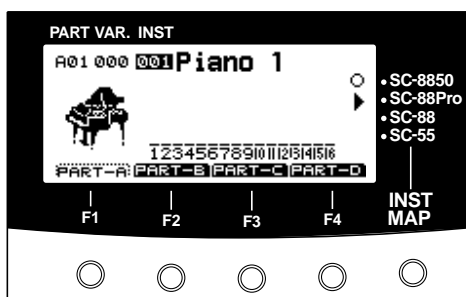 PART VAR. INST
A01 000 001 Piano 1
• SC-8850
• SC-88Pro
• SC-88
• SC-55
12345678910111213141516
PART-A PART-B PART-C PART-D
F1 F2 F3 F4
INST
MAP